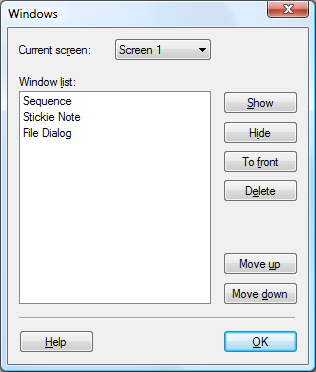 Windows
Current screen: Screen 1
Window list:
Sequence
Stickie Note
File Dialog
Show
Hide
To front
Delete
Move up
Move down
Help
OK